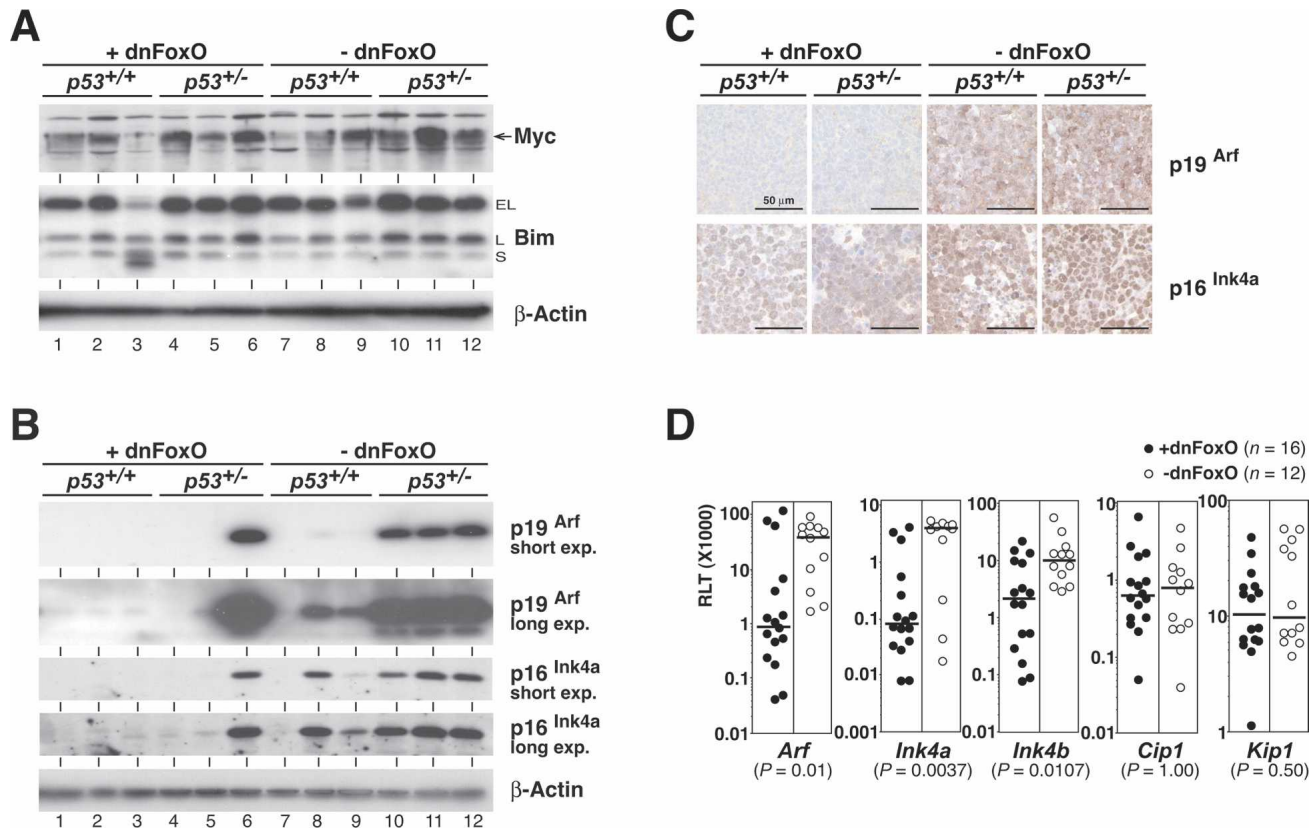 A
+ dnFoxO - dnFoxO
p53+/+ p53+/- p53+/+ p53+/-
Myc
EL
L Bim
S
β-Actin
1 2 3 4 5 6 7 8 9 10 11 12
B
+ dnFoxO - dnFoxO
p53+/+ p53+/- p53+/+ p53+/-
p19 Arf
short exp.
p19 Arf
long exp.
p16 Ink4a
short exp.
p16 Ink4a
long exp.
β-Actin
1 2 3 4 5 6 7 8 9 10 11 12
C
+ dnFoxO - dnFoxO
p53+/+ p53+/- p53+/+ p53+/-
p19 Arf
50 µm
p16 Ink4a
D
●+dnFoxO (n = 16)
○-dnFoxO (n = 12)
RLT (X1000)
100 10 1 0.1 0.01
10 1 0.1 0.01 0.001
100 10 1 0.1 0.01
10 1 0.1 0.01
100 10 1
Arf Ink4a Ink4b Cip1 Kip1
(P = 0.01) (P = 0.0037) (P = 0.0107) (P = 1.00) (P = 0.50)